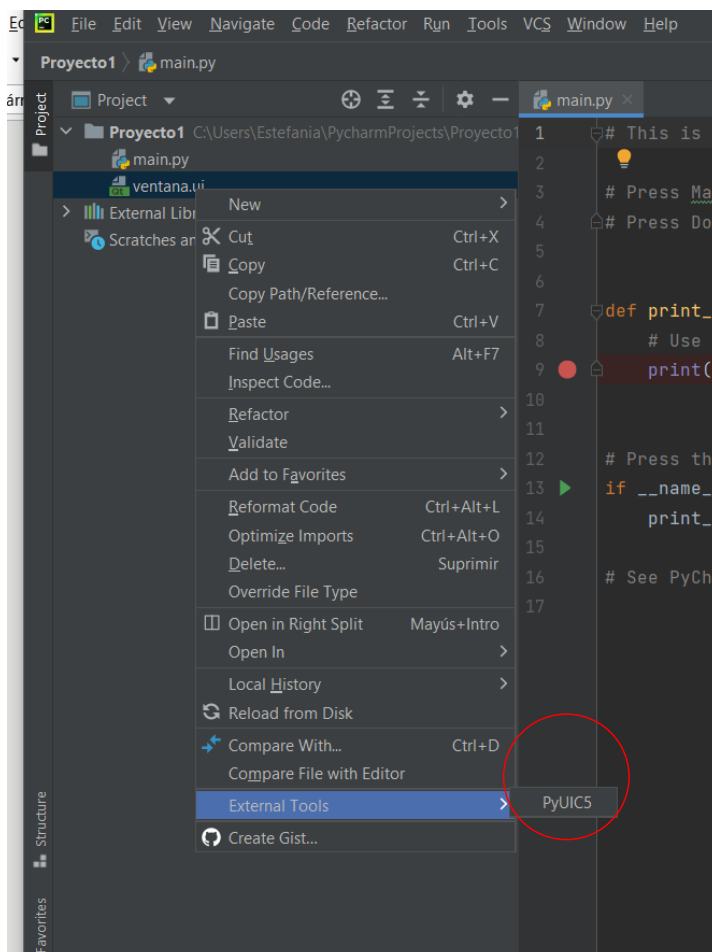 Ec
PC File Edit View Navigate Code Refactor Run Tools VCS Window Help
Proyecto1 main.py
árr
Project
Project
main.py
Proyecto1 C:\Users\Estefania\PycharmProjects\Proyecto1
main.py
Qt ventana.ui
External Libr
Scratches an
New
Cut Ctrl+X
Copy Ctrl+C
Copy Path/Reference...
Paste Ctrl+V
Find Usages Alt+F7
Inspect Code...
Refactor
Validate
Add to Favorites
Reformat Code Ctrl+Alt+L
Optimize Imports Ctrl+Alt+O
Delete... Suprimir
Override File Type
Open in Right Split Mayús+Intro
Open In
Local History
Reload from Disk
Compare With... Ctrl+D
Compare File with Editor
External Tools
PyUIC5
Create Gist...
1 # This is
2
3 # Press Ma
4 # Press Do
5
6
7 def print_
8 # Use
9 print(
10
11
12 # Press th
13 if __name_
14 print_
15
16 # See PyCh
17
Structure
Favorites